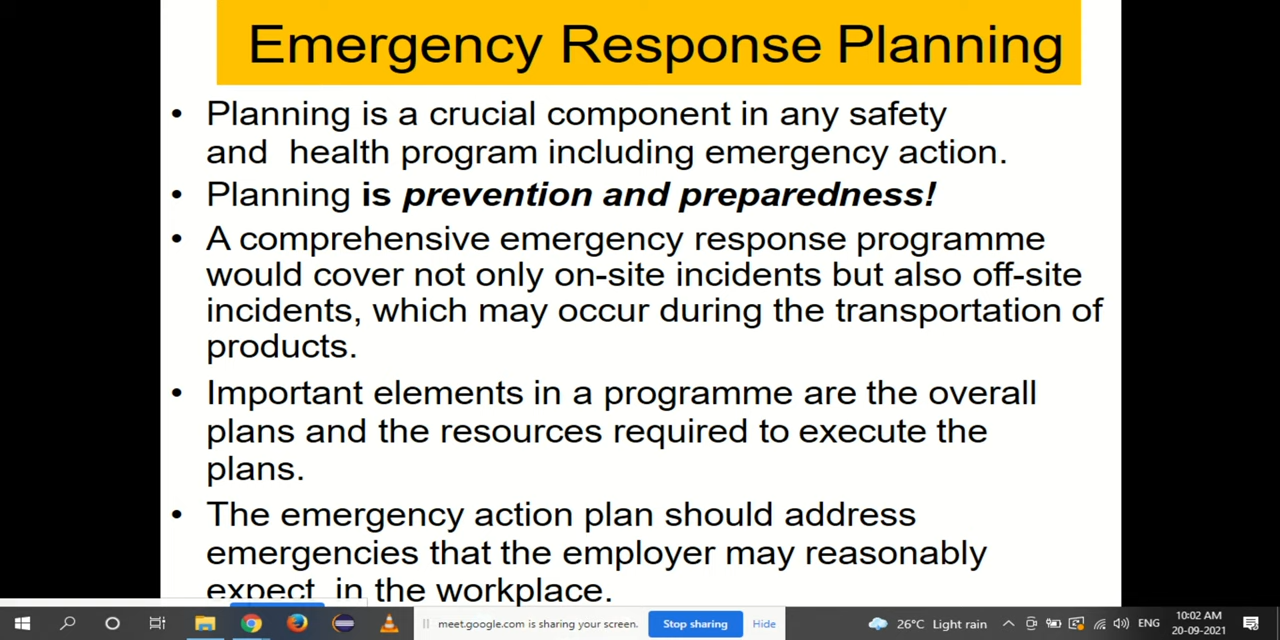 Emergency Response Planning
• Planning is a crucial component in any safety
and health program including emergency action.
• Planning is prevention and preparedness!
• A comprehensive emergency response programme
would cover not only on-site incidents but also off-site
incidents, which may occur during the transportation of
products.
• Important elements in a programme are the overall
plans and the resources required to execute the
plans.
• The emergency action plan should address
emergencies that the employer may reasonably
expect in the workplace.
meet.google.com is sharing your screen.
Stop sharing
Hide
26°C Light rain
ENG
10:02 AM
20-09-2021